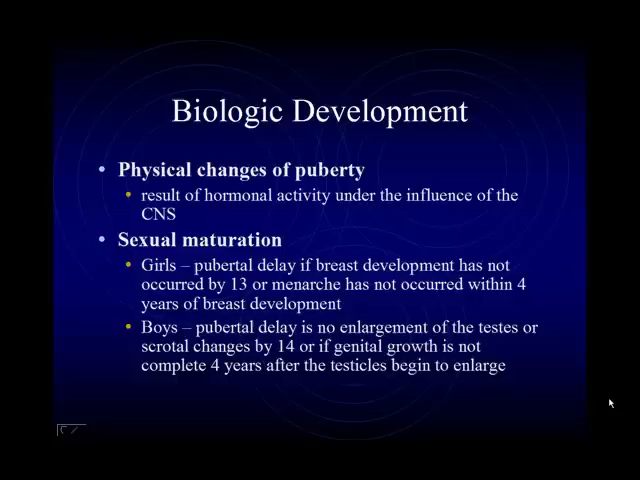 Biologic Development
• Physical changes of puberty
• result of hormonal activity under the influence of the
CNS
• Sexual maturation
• Girls – pubertal delay if breast development has not
occurred by 13 or menarche has not occurred within 4
years of breast development
• Boys – pubertal delay is no enlargement of the testes or
scrotal changes by 14 or if genital growth is not
complete 4 years after the testicles begin to enlarge